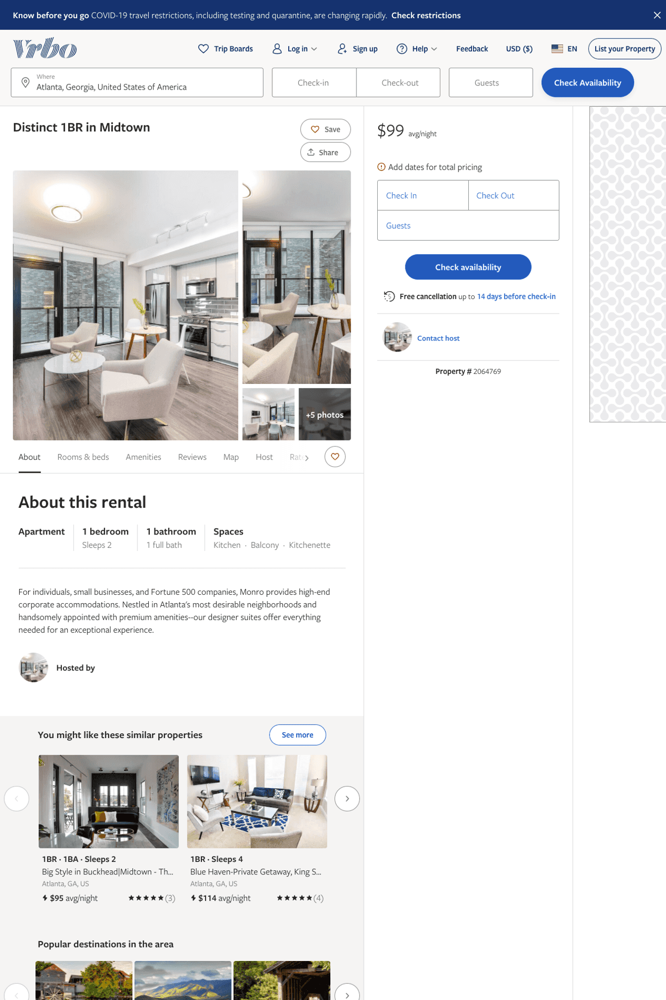 Know before you go COVID-19 travel restrictions, including testing and quarantine, are changing rapidly. Check restrictions
Vrbo
Trip Boards
Log in
Sign up
Help
Feedback
USD ($)
EN
List your Property
Where
Atlanta, Georgia, United States of America
Check-in
Check-out
Guests
Check Availability
Distinct 1BR in Midtown
Save
Share
+5 photos
$99 avg/night
Add dates for total pricing
Check In
Check Out
Guests
Check availability
Free cancellation up to 14 days before check-in
Contact host
Property # 2064769
About
Rooms & beds
Amenities
Reviews
Map
Host
About this rental
Apartment
1 bedroom
Sleeps 2
1 bathroom
1 full bath
Spaces
Kitchen · Balcony · Kitchenette
For individuals, small businesses, and Fortune 500 companies, Monro provides high-end
corporate accommodations. Nestled in Atlanta's most desirable neighborhoods and
handsomely appointed with premium amenities--our designer suites offer everything
needed for an exceptional experience.
Hosted by
You might like these similar properties
See more
1BR · 1BA · Sleeps 2
Big Style in Buckhead|Midtown - Th...
Atlanta, GA, US
$95 avg/night
(3)
1BR · Sleeps 4
Blue Haven-Private Getaway, King S...
Atlanta, GA, US
$114 avg/night
(4)
Popular destinations in the area